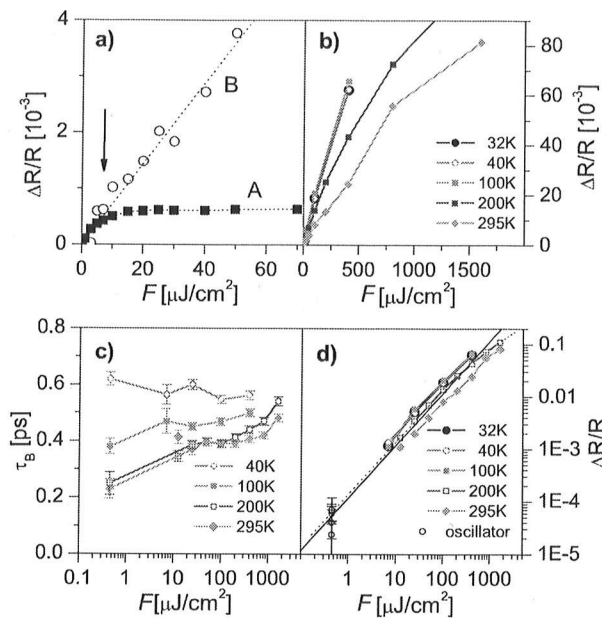 a)
b)
4
3
2
1
0
ΔR/R [10⁻³]
B
A
0 20 40 60
F [μJ/cm²]
80
60
40
20
0
ΔR/R [10⁻³]
32K
40K
100K
200K
295K
0 500 1000 1500
F [μJ/cm²]
c)
d)
0.8
0.6
0.4
0.2
0.0
τB [ps]
40K
100K
200K
295K
0.1 1 10 100 1000
F [μJ/cm²]
0.1
0.01
1E-3
1E-4
1E-5
ΔR/R
32K
40K
100K
200K
295K
oscillator
1 10 100 1000
F [μJ/cm²]